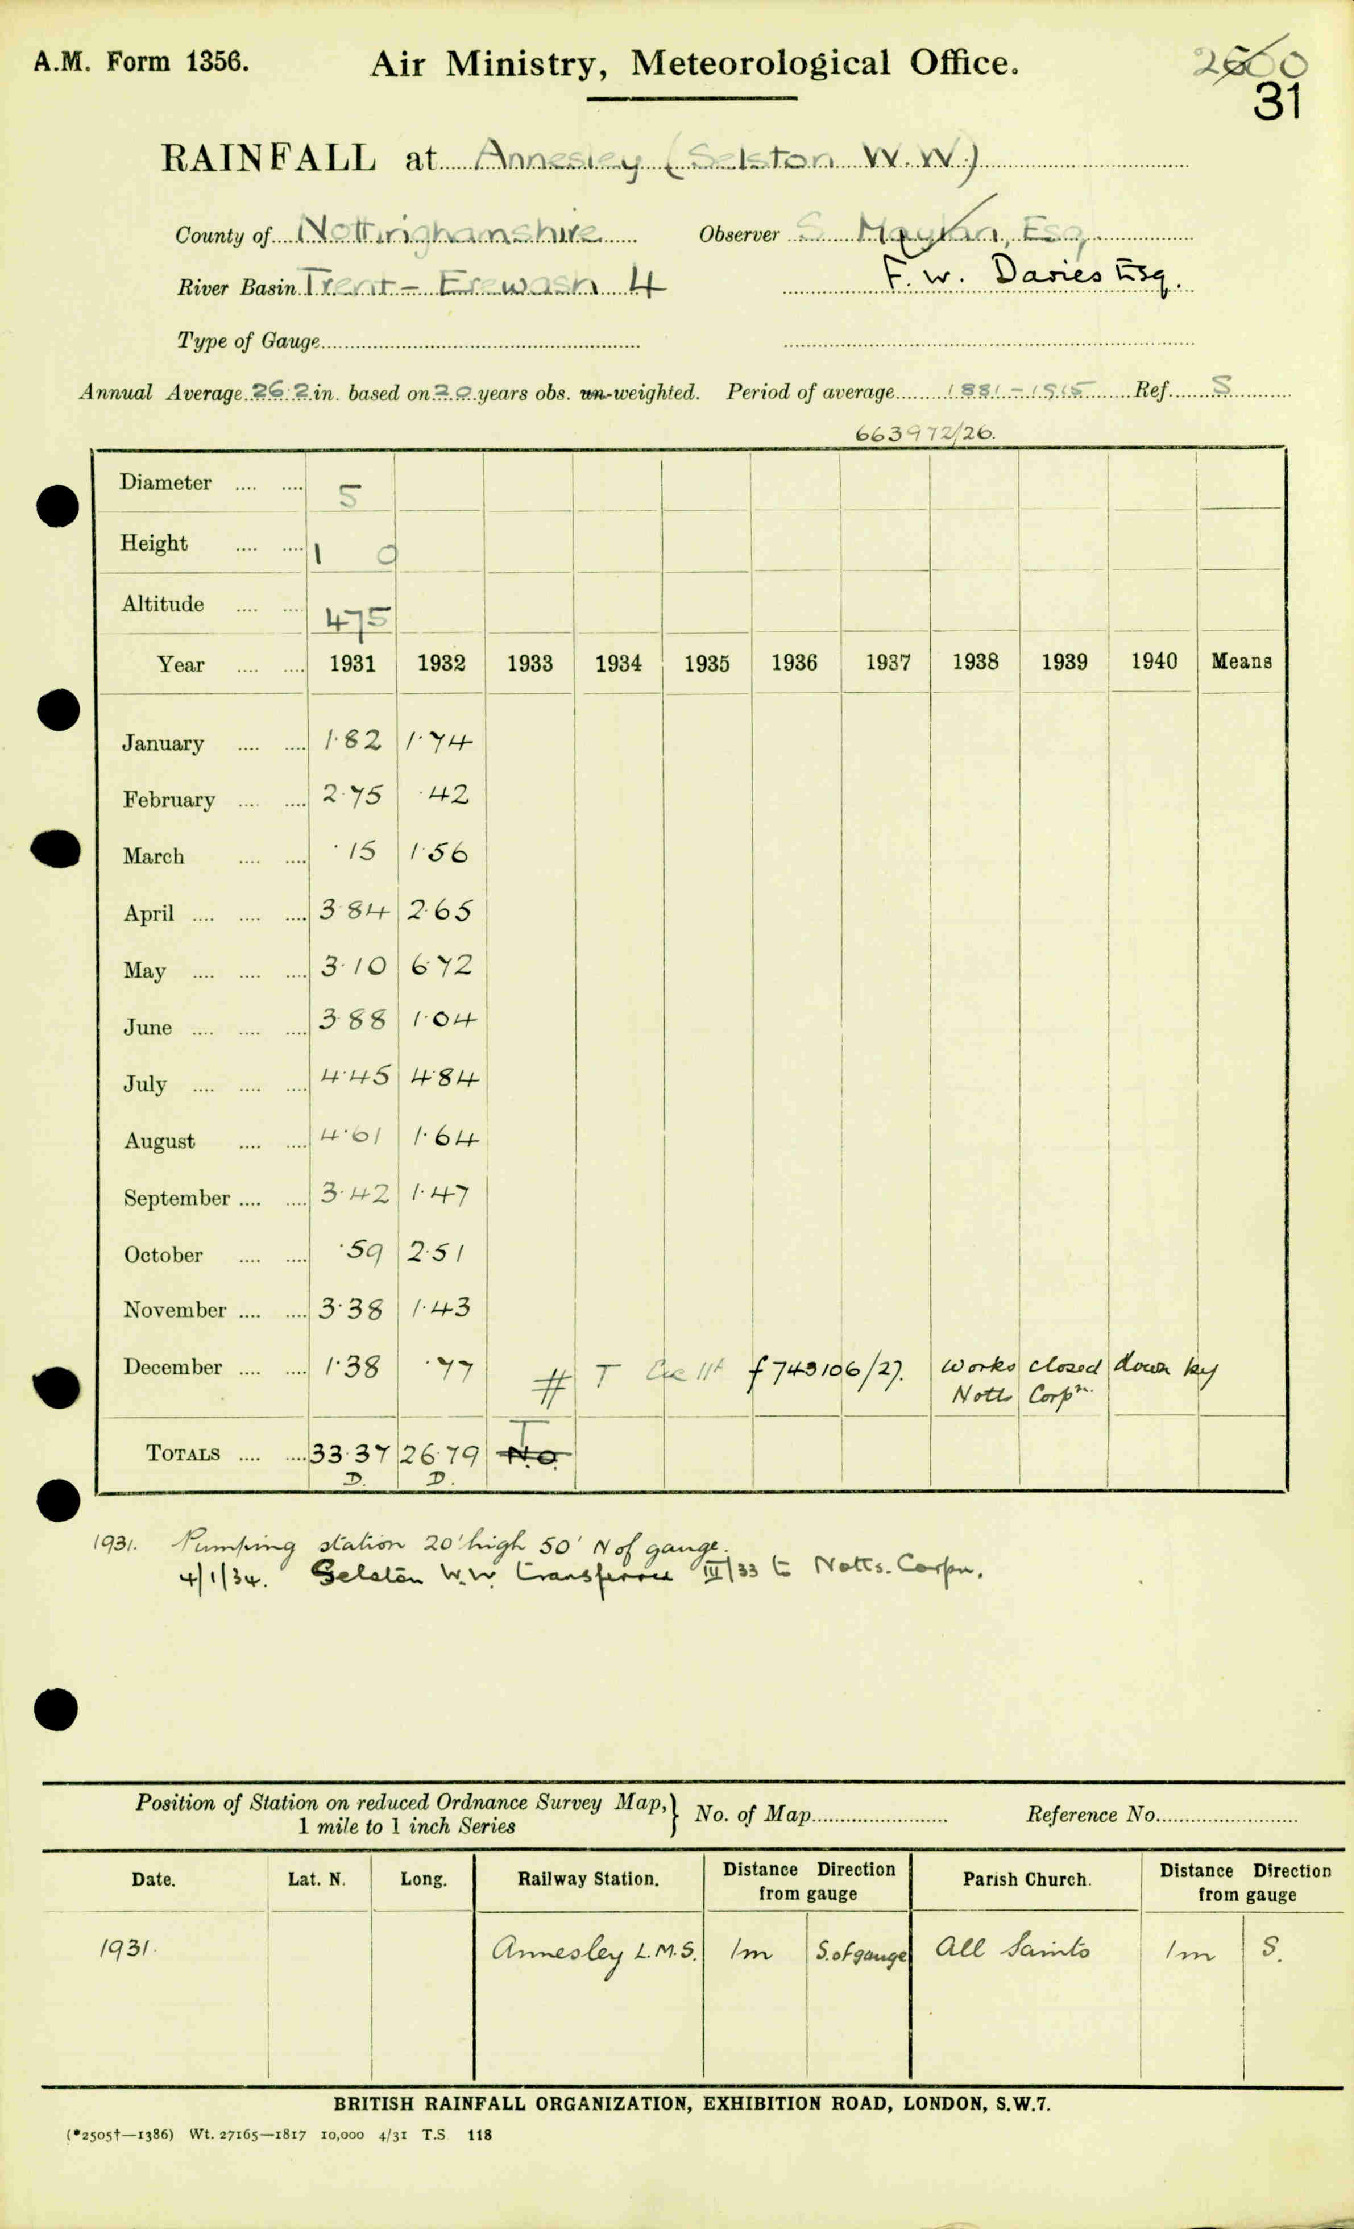 A.M. Form 1356. Air Ministry, Meteorological Office.
31
RAINFALL at Annesley (Selston W.W.)
County of Nottinghamshire Observer S. Esq.
River Basin Trent - Erewash 4 F. W. Davies Esq.
Type of Gauge
Annual Average 26.2 in. based on years obs. un-weighted. Period of average 1881-1915 Ref. S
663972/26.
Diameter .... .... 5
Height .... .... 1 0
Altitude .... .... 475
Year .... .... 1931 1932 1933 1934 1935 1936 1937 1938 1939 1940 Means
January .... .... 1.82 1.74
February .... .... 2.75 .42
March .... .... .15 1.56
April .... .... .... 3.84 2.65
May .... .... .... 3.10 6.72
June .... .... .... 3.88 1.04
July .... .... .... 4.45 4.84
August .... .... 4.61 1.64
September .... .... 3.42 1.47
October .... .... .59 2.51
November .... .... 3.38 1.43
December .... .... 1.38 .77 # T f 743106/27. Works closed down by
Notts Corpn.
T
TOTALS .... .... 33.37 26.79 N.O.
D. D.
1931. Pumping station 20' high 50' N of gauge.
4/1/34. Selston W.W. transferred III/33 to Notts. Corpn.
Position of Station on reduced Ordnance Survey Map, } No. of Map Reference No.
1 mile to 1 inch Series
Date. Lat. N. Long. Railway Station. Distance Direction from gauge Parish Church. Distance Direction from gauge
1931. Annesley L.M.S. 1m S. of gauge All Saints 1m S.
BRITISH RAINFALL ORGANIZATION, EXHIBITION ROAD, LONDON, S.W.7.
(*2505†—1386) Wt. 27165—1817 10,000 4/31 T.S. 118